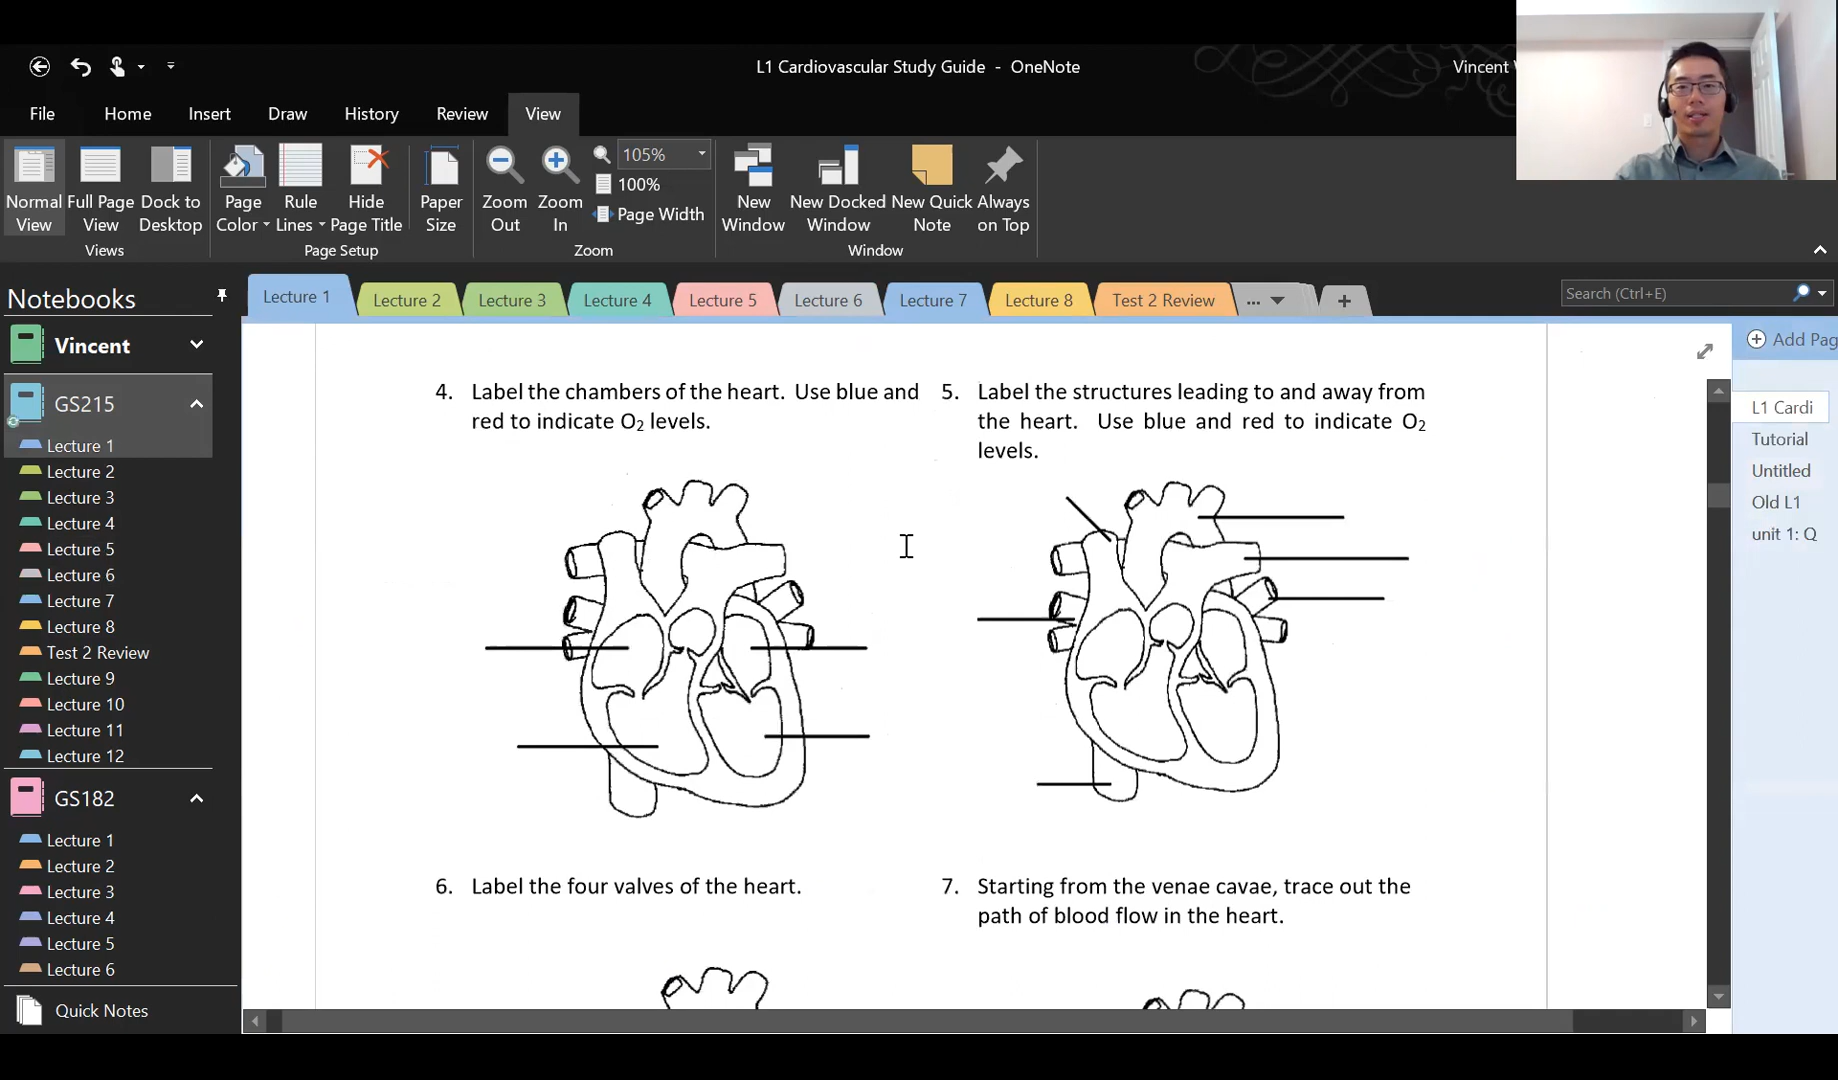 L1 Cardiovascular Study Guide - OneNote
Vincent
File
Home
Insert
Draw
History
Review
View
Normal View
Full Page View
Dock to Desktop
Views
Page Color
Rule Lines
Hide Page Title
Paper Size
Page Setup
Zoom Out
Zoom In
105%
100%
Page Width
Zoom
New Window
New Docked Window
New Quick Note
Always on Top
Window
Notebooks
Lecture 1
Lecture 2
Lecture 3
Lecture 4
Lecture 5
Lecture 6
Lecture 7
Lecture 8
Test 2 Review
...
Search (Ctrl+E)
Vincent
GS215
Lecture 1
Lecture 2
Lecture 3
Lecture 4
Lecture 5
Lecture 6
Lecture 7
Lecture 8
Test 2 Review
Lecture 9
Lecture 10
Lecture 11
Lecture 12
GS182
Lecture 1
Lecture 2
Lecture 3
Lecture 4
Lecture 5
Lecture 6
Quick Notes
4. Label the chambers of the heart. Use blue and
red to indicate O2 levels.
5. Label the structures leading to and away from
the heart. Use blue and red to indicate O2
levels.
6. Label the four valves of the heart.
7. Starting from the venae cavae, trace out the
path of blood flow in the heart.
Add Pag
L1 Cardi
Tutorial
Untitled
Old L1
unit 1: Q